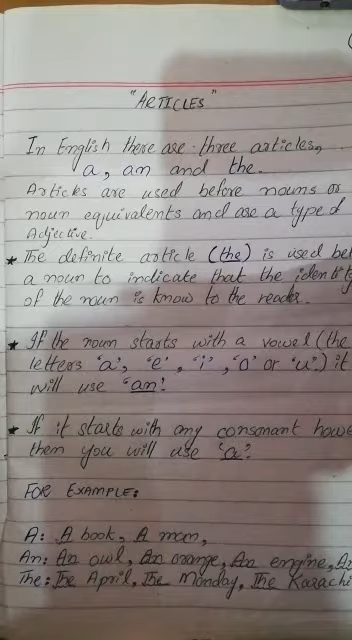 "ARTICLES"
In English there are three articles,
a, an and the.
Articles are used before nouns or
noun equivalents and are a type of
Adjective.
★ The definite article (the) is used bef
a noun to indicate that the identity
of the noun is know to the reader.
★ If the noun starts with a vowel (the
letters 'a', 'e', 'i', 'o' or 'u') it
will use 'an'.
★ If it starts with any consonant howe
them you will use 'a'.
FOR EXAMPLE:
A: A book, A man,
An: An owl, An orange, An engine, An
The: The April, The Monday, The Karachi